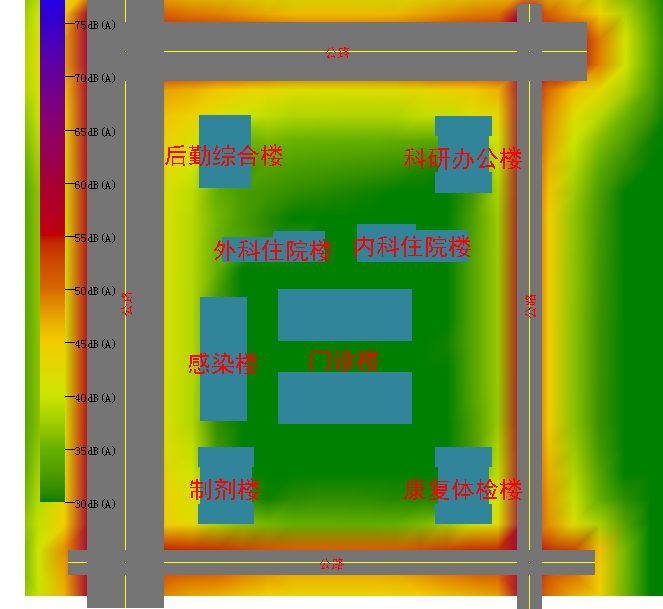 75dB(A)
公路
70dB(A)
65dB(A)
后勤综合楼
科研办公楼
60dB(A)
55dB(A)
外科住院楼
内科住院楼
50dB(A)
公路
公路
45dB(A)
感染楼
门诊楼
40dB(A)
35dB(A)
制剂楼
康复体检楼
30dB(A)
公路